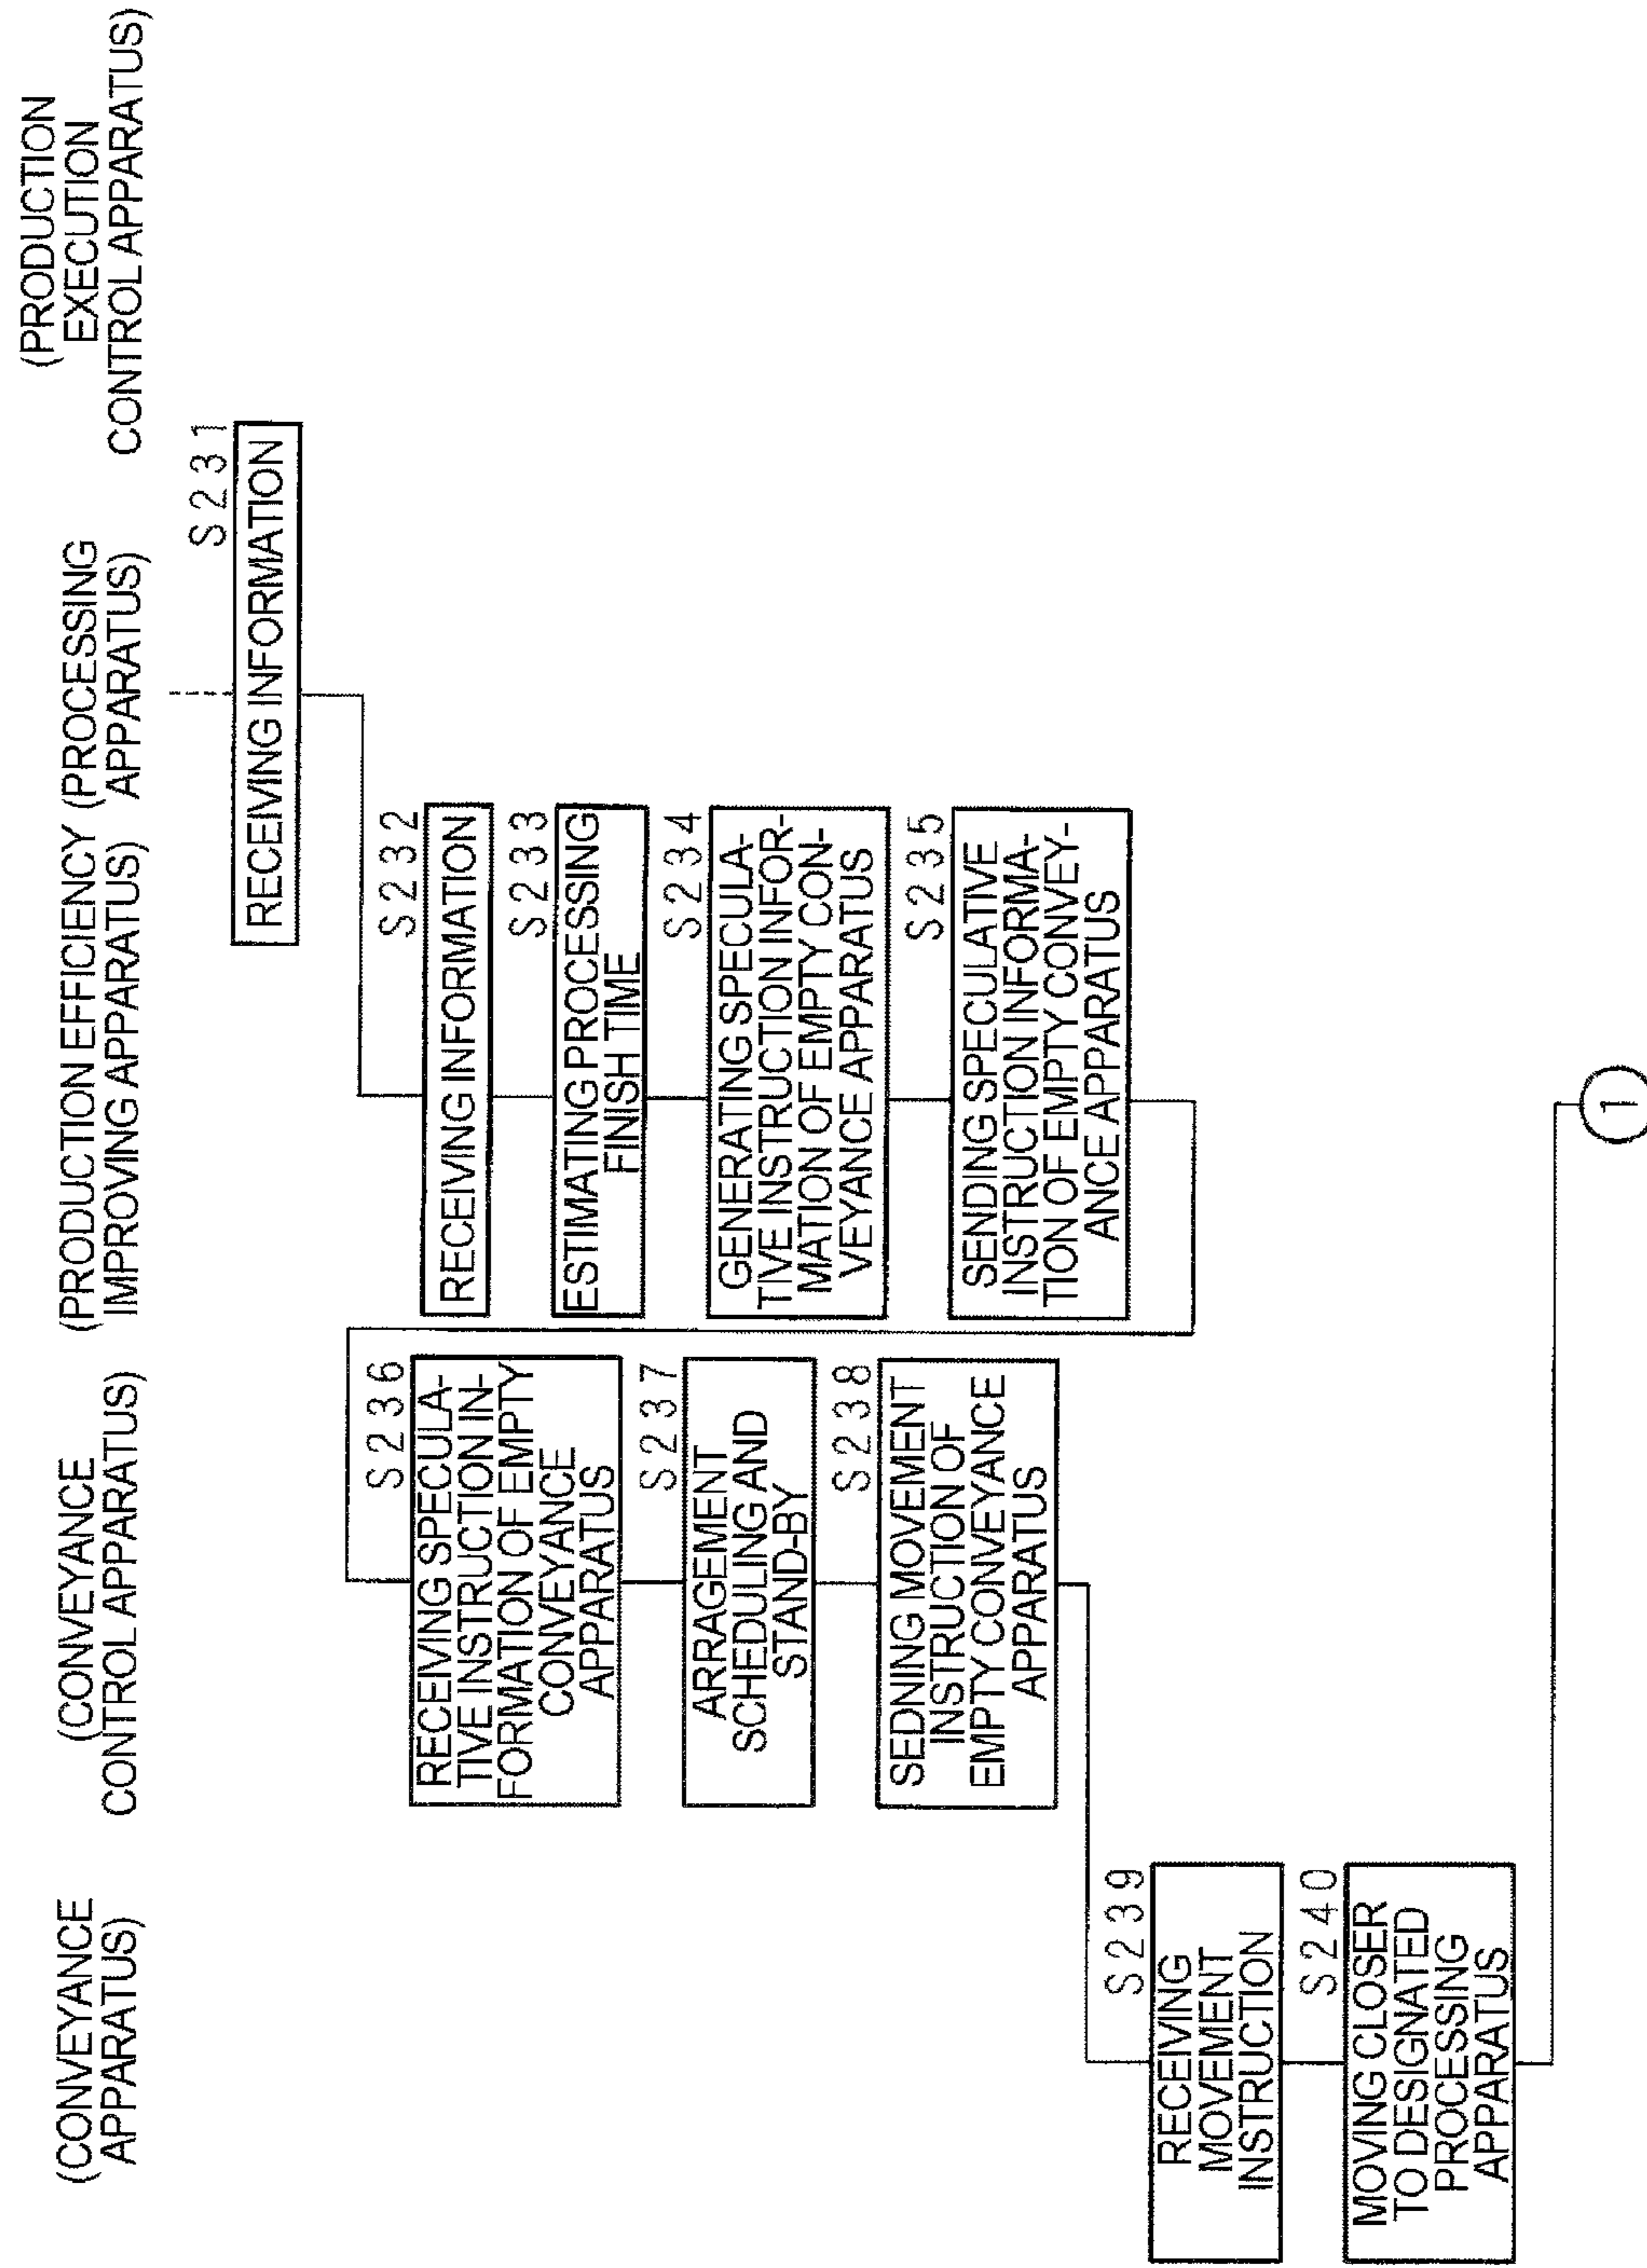 (CONVEYANCE
APPARATUS)
(CONVEYANCE
CONTROL APPARATUS)
(PRODUCTION EFFICIENCY
IMPROVING APPARATUS)
(PROCESSING
APPARATUS)
(PRODUCTION
EXECUTION
CONTROL APPARATUS)
S231
RECEIVING INFORMATION
S232
RECEIVING INFORMATION
S233
ESTIMATING PROCESSING
FINISH TIME
S234
GENERATING SPECULA-
TIVE INSTRUCTION INFOR-
MATION OF EMPTY CON-
VEYANCE APPARATUS
S235
SENDING SPECULATIVE
INSTRUCTION INFORMA-
TION OF EMPTY CONVEY-
ANCE APPARATUS
S236
RECEIVING SPECULA-
TIVE INSTRUCTION IN-
FORMATION OF EMPTY
CONVEYANCE
APPARATUS
S237
ARRAGEMENT
SCHEDULING AND
STAND-BY
S238
SEDNING MOVEMENT
INSTRUCTION OF
EMPTY CONVEYANCE
APPARATUS
S239
RECEIVING
MOVEMENT
INSTRUCTION
S240
MOVING CLOSER
TO DESIGNATED
PROCESSING
APPARATUS
1